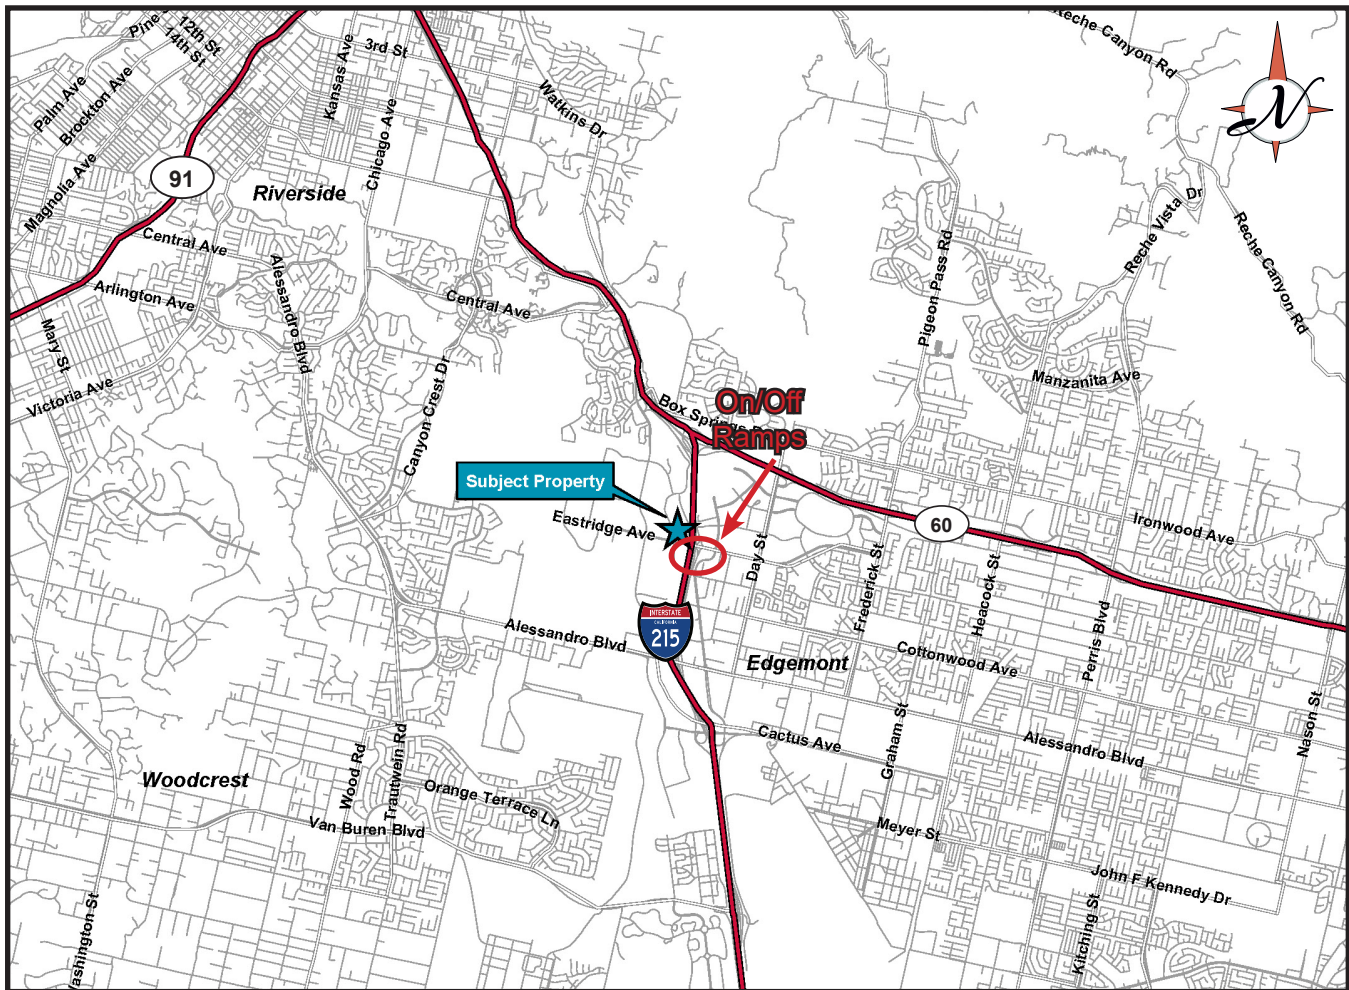 Pine
12th St
14th St
3rd St
Kansas Ave
Chicago Ave
Watkins Dr
Reche Canyon Rd
N
Palm Ave
Brockton Ave
Magnolia Ave
91
Riverside
Central Ave
Arlington Ave
Alessandro Blvd
Central Ave
Mary St
Victoria Ave
Canyon Crest Dr
Pigeon Pass Rd
Reche Vista Dr
Reche Canyon Rd
Manzanita Ave
Box Springs
On/Off
Ramps
Subject Property
Eastridge Ave
Day St
60
Ironwood Ave
Frederick St
Heacock St
Perris Blvd
INTERSTATE
CALIFORNIA
215
Alessandro Blvd
Edgemont
Cottonwood Ave
Nason St
Graham St
Cactus Ave
Alessandro Blvd
Woodcrest
Wood Rd
Trautwein Rd
Orange Terrace Ln
Van Buren Blvd
Meyer St
John F Kennedy Dr
Kitching St
ashington St